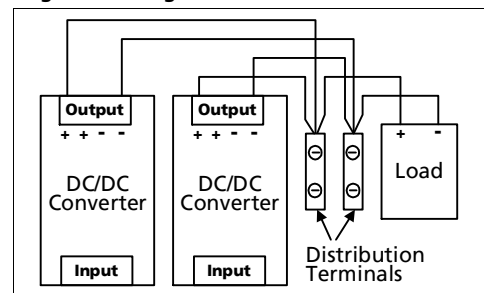 Output
+ + - -
DC/DC
Converter
Input
Output
+ + - -
DC/DC
Converter
Input
+ -
Load
Distribution
Terminals